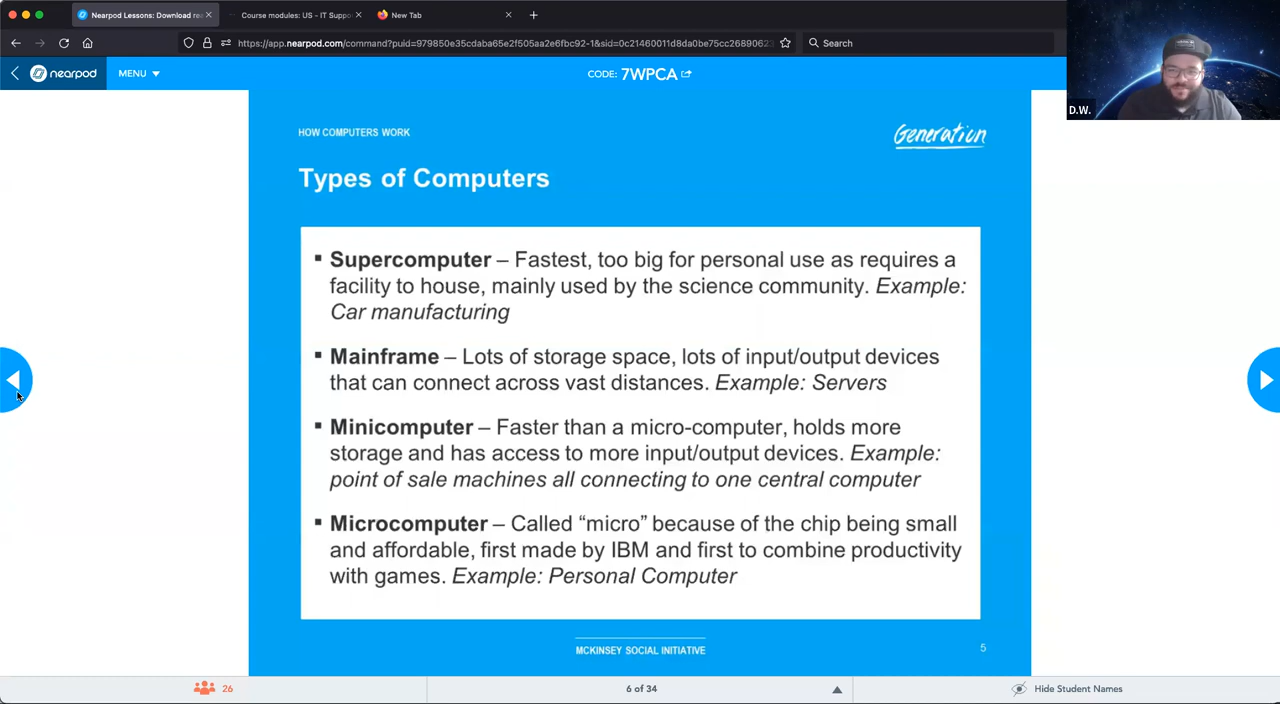 Nearpod Lessons: Download rea
Course modules: US - IT Suppo
New Tab
https://app.nearpod.com/command?puid=979850e35cdaba65e2f505aa2e6fbc92-1&sid=0c21460011d8da0be75cc26890623
Search
nearpod
MENU
CODE: 7WPCA
D.W.
HOW COMPUTERS WORK
Generation
Types of Computers
▪ Supercomputer – Fastest, too big for personal use as requires a
facility to house, mainly used by the science community. Example:
Car manufacturing
▪ Mainframe – Lots of storage space, lots of input/output devices
that can connect across vast distances. Example: Servers
▪ Minicomputer – Faster than a micro-computer, holds more
storage and has access to more input/output devices. Example:
point of sale machines all connecting to one central computer
▪ Microcomputer – Called “micro” because of the chip being small
and affordable, first made by IBM and first to combine productivity
with games. Example: Personal Computer
MCKINSEY SOCIAL INITIATIVE
5
26
6 of 34
Hide Student Names